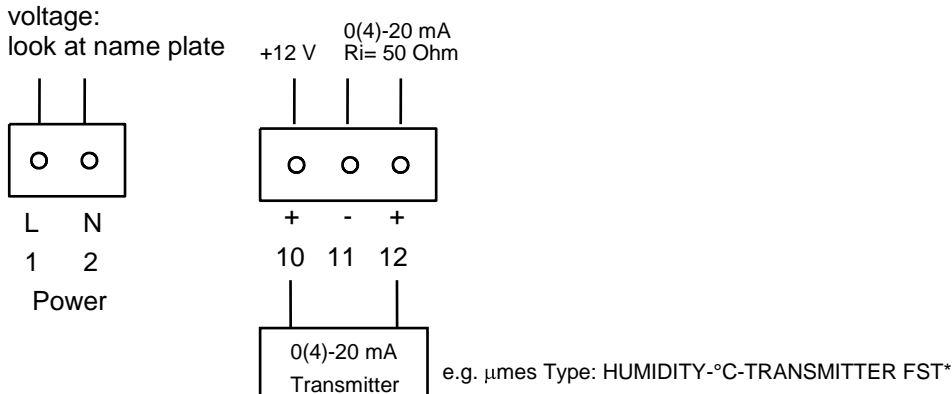 voltage:
look at name plate
+12 V
0(4)-20 mA
Ri= 50 Ohm
L N
1 2
Power
+ - +
10 11 12
0(4)-20 mA
Transmitter
e.g. μmes Type: HUMIDITY-°C-TRANSMITTER FST*